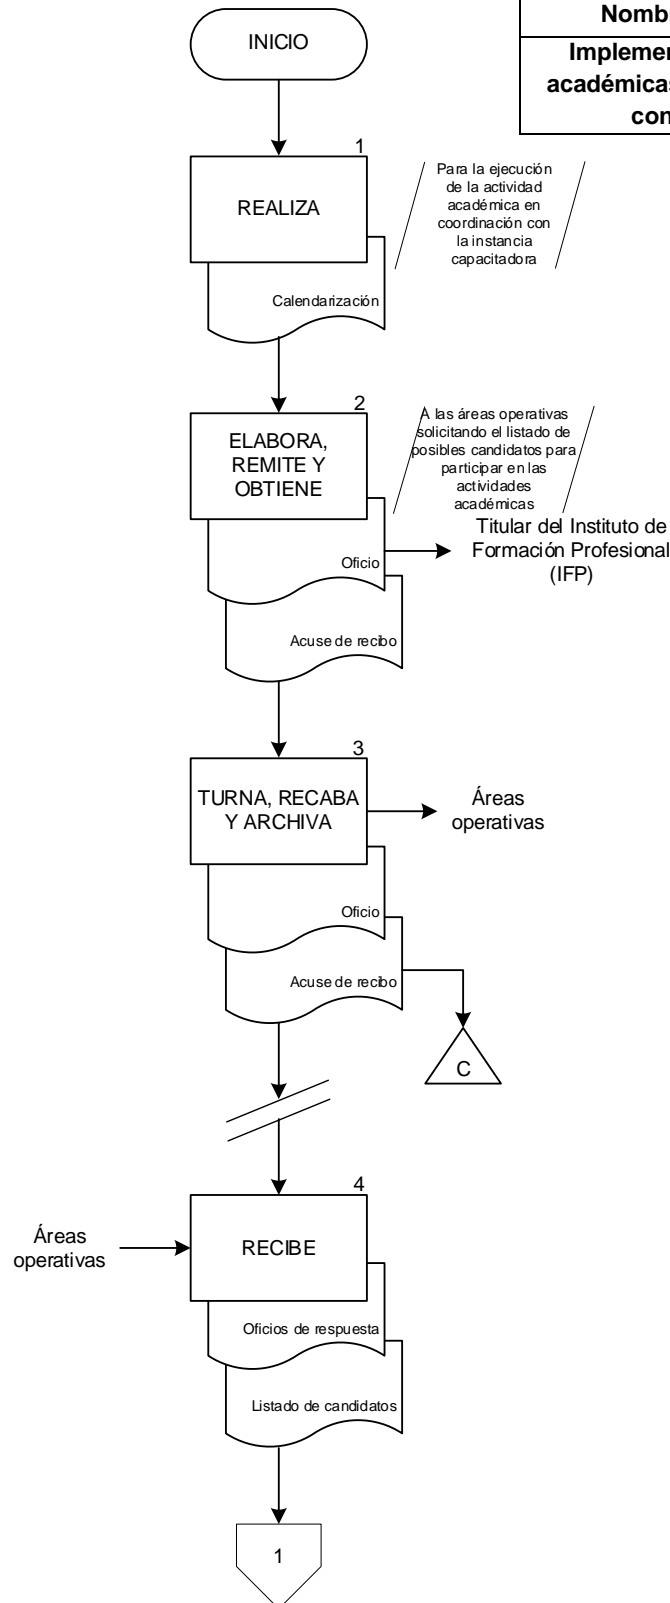 Nomb
Implemen
académicas
con
INICIO
1
REALIZA
Para la ejecución
de la actividad
académica en
coordinación con
la instancia
capacitadora
Calendarización
2
ELABORA,
REMITE Y
OBTIENE
A las áreas operativas
solicitando el listado de
posibles candidatos para
participar en las
actividades
académicas
Oficio
Titular del Instituto de
Formación Profesional
(IFP)
Acuse de recibo
3
TURNA, RECABA
Y ARCHIVA
Áreas
operativas
Oficio
Acuse de recibo
C
4
Áreas
operativas
RECIBE
Oficios de respuesta
Listado de candidatos
1